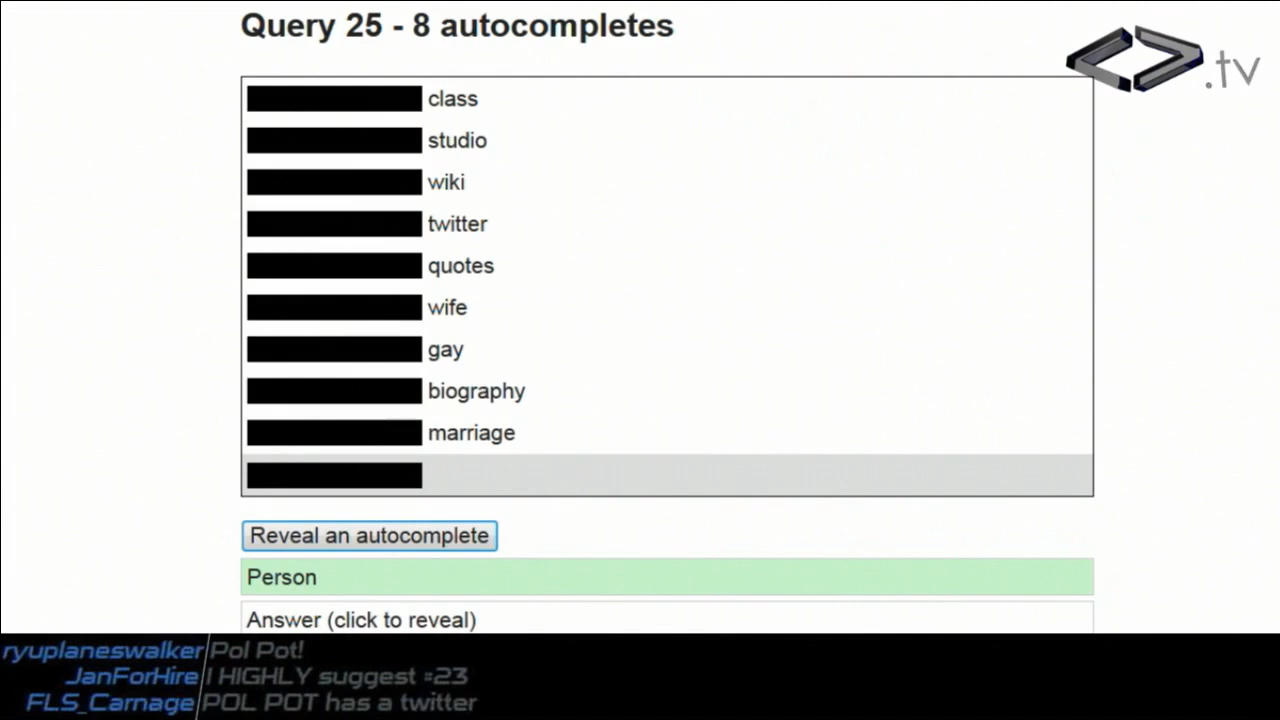 Query 25 - 8 autocompletes
.tv
class
studio
wiki
twitter
quotes
wife
gay
biography
marriage
Reveal an autocomplete
Person
Answer (click to reveal)
ryuplaneswalker Pol Pot!
JanForHire I HIGHLY suggest =23
FLS_Carnage POL POT has a twitter